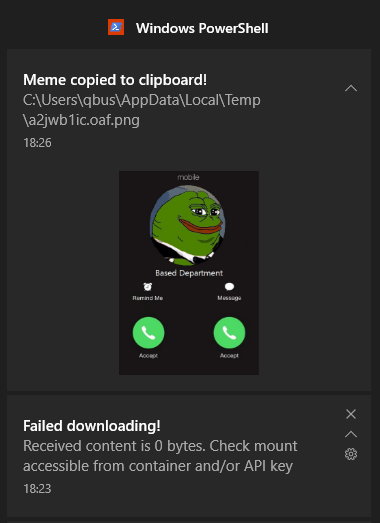 Windows PowerShell
Meme copied to clipboard!
C:\Users\qbus\AppData\Local\Temp
\a2jwb1ic.oaf.png
18:26
mobile
Based Department
Remind Me Message
Accept Accept
Failed downloading!
Received content is 0 bytes. Check mount
accessible from container and/or API key
18:23